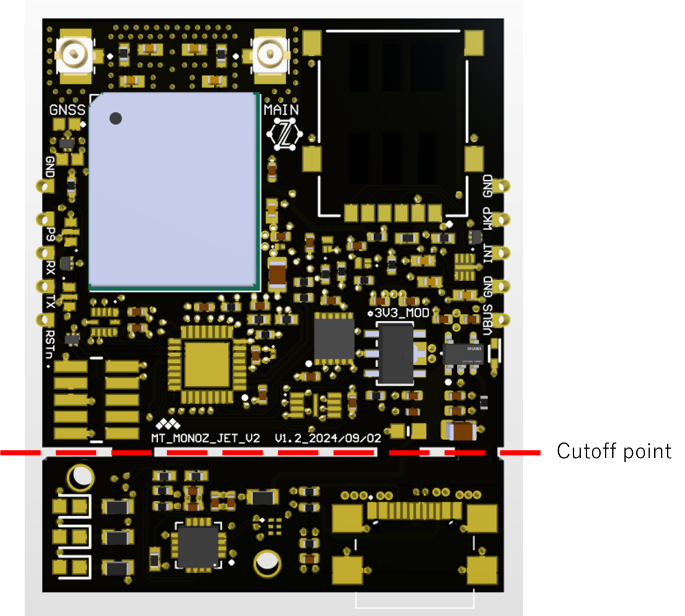 GNSS
MAIN
GND
P9
RX
TX
RSTn
GND
WKP
INT
GND
VBUS
3V3_MOD
MT_MONOZ_JET_V2 V1.2_2024/09/02
Cutoff point